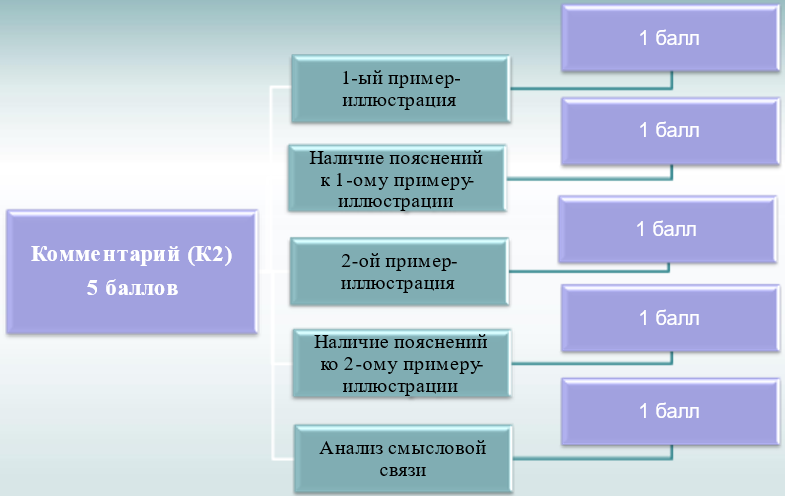 Комментарий (К2)
5 баллов
1-ый пример-
иллюстрация
1 балл
Наличие пояснений
к 1-ому примеру-
иллюстрации
1 балл
2-ой пример-
иллюстрация
1 балл
Наличие пояснений
ко 2-ому примеру-
иллюстрации
1 балл
Анализ смысловой
связи
1 балл